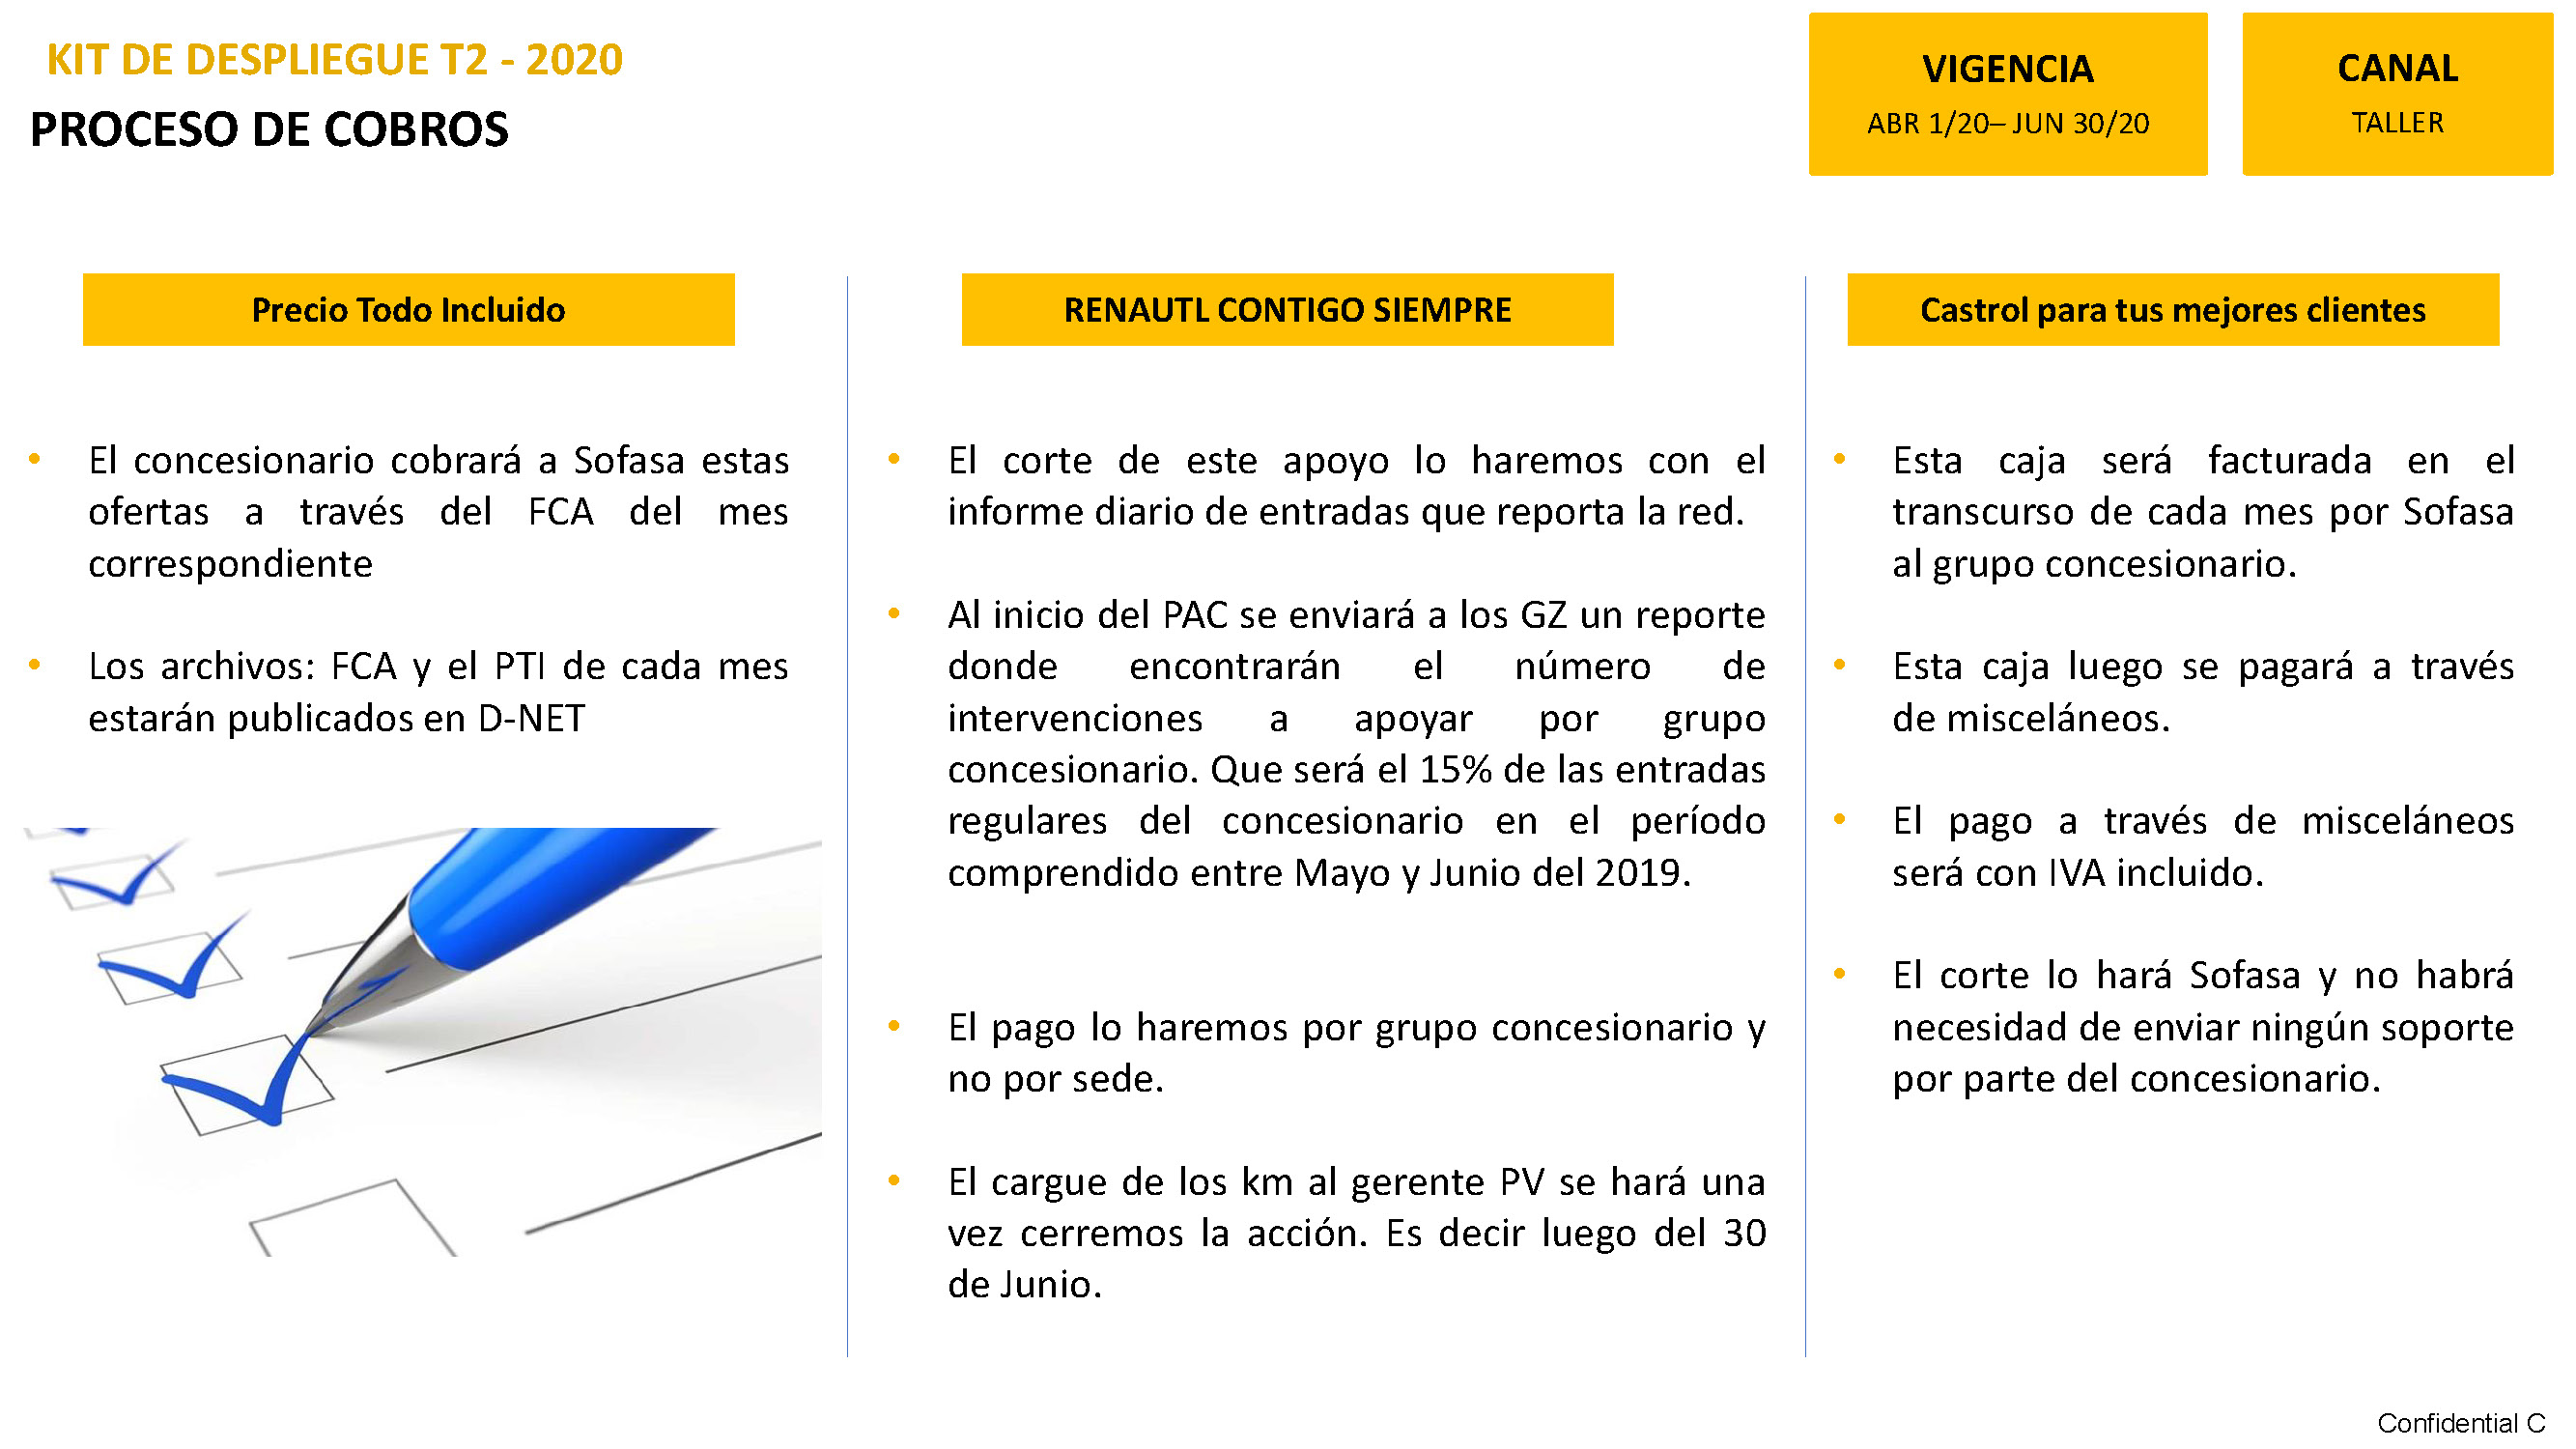 KIT DE DESPLIEGUE T2 - 2020
PROCESO DE COBROS
VIGENCIA
ABR 1/20– JUN 30/20
CANAL
TALLER
Precio Todo Incluido
• El concesionario cobrará a Sofasa estas
ofertas a través del FCA del mes
correspondiente
• Los archivos: FCA y el PTI de cada mes
estarán publicados en D-NET
RENAUTL CONTIGO SIEMPRE
• El corte de este apoyo lo haremos con el
informe diario de entradas que reporta la red.
• Al inicio del PAC se enviará a los GZ un reporte
donde encontrarán el número de
intervenciones a apoyar por grupo
concesionario. Que será el 15% de las entradas
regulares del concesionario en el período
comprendido entre Mayo y Junio del 2019.
• El pago lo haremos por grupo concesionario y
no por sede.
• El cargue de los km al gerente PV se hará una
vez cerremos la acción. Es decir luego del 30
de Junio.
Castrol para tus mejores clientes
• Esta caja será facturada en el
transcurso de cada mes por Sofasa
al grupo concesionario.
• Esta caja luego se pagará a través
de misceláneos.
• El pago a través de misceláneos
será con IVA incluido.
• El corte lo hará Sofasa y no habrá
necesidad de enviar ningún soporte
por parte del concesionario.
Confidential C